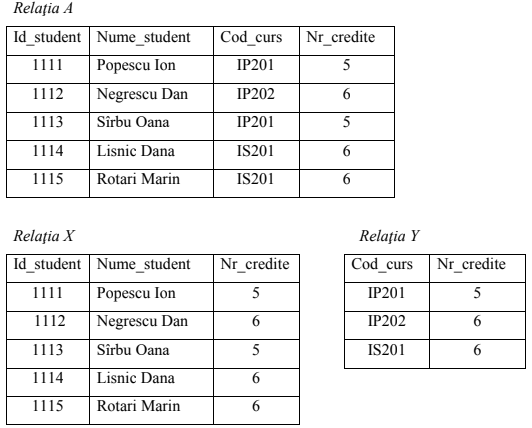 Relaţia A
Id_student Nume_student Cod_curs Nr_credite
1111 Popescu Ion IP201 5
1112 Negrescu Dan IP202 6
1113 Sîrbu Oana IP201 5
1114 Lisnic Dana IS201 6
1115 Rotari Marin IS201 6
Relaţia X
Id_student Nume_student Nr_credite
1111 Popescu Ion 5
1112 Negrescu Dan 6
1113 Sîrbu Oana 5
1114 Lisnic Dana 6
1115 Rotari Marin 6
Relaţia Y
Cod_curs Nr_credite
IP201 5
IP202 6
IS201 6